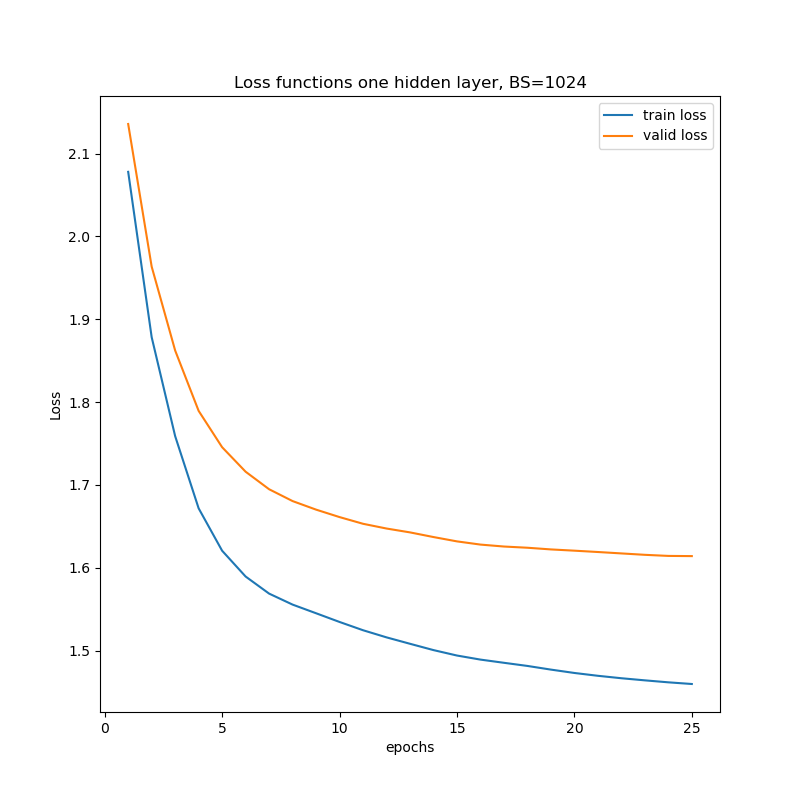 Loss functions one hidden layer, BS=1024
train loss
valid loss
2.1
2.0
1.9
1.8
1.7
1.6
1.5
Loss
0 5 10 15 20 25
epochs